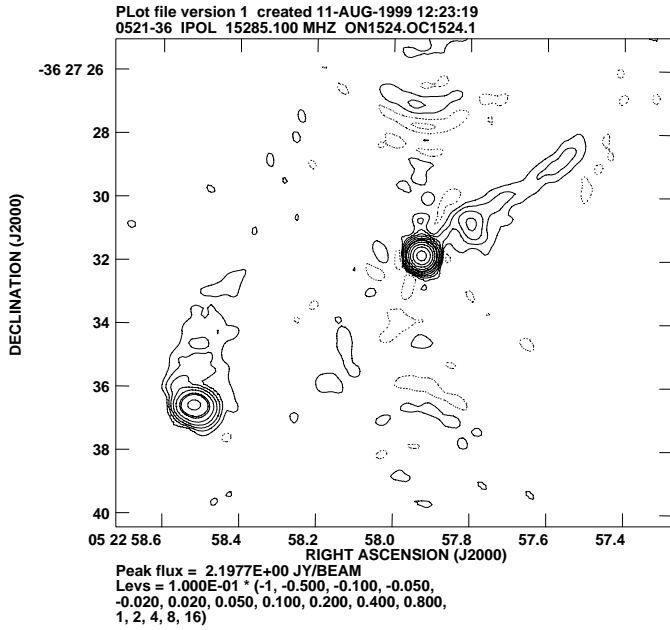 PLot file version 1 created 11-AUG-1999 12:23:19
0521-36 IPOL 15285.100 MHZ ON1524.OC1524.1
-36 27 26
28
30
32
34
36
38
40
DECLINATION (J2000)
05 22 58.6 58.4 58.2 58.0 57.8 57.6 57.4
RIGHT ASCENSION (J2000)
Peak flux = 2.1977E+00 JY/BEAM
Levs = 1.000E-01 * (-1, -0.500, -0.100, -0.050,
-0.020, 0.020, 0.050, 0.100, 0.200, 0.400, 0.800,
1, 2, 4, 8, 16)